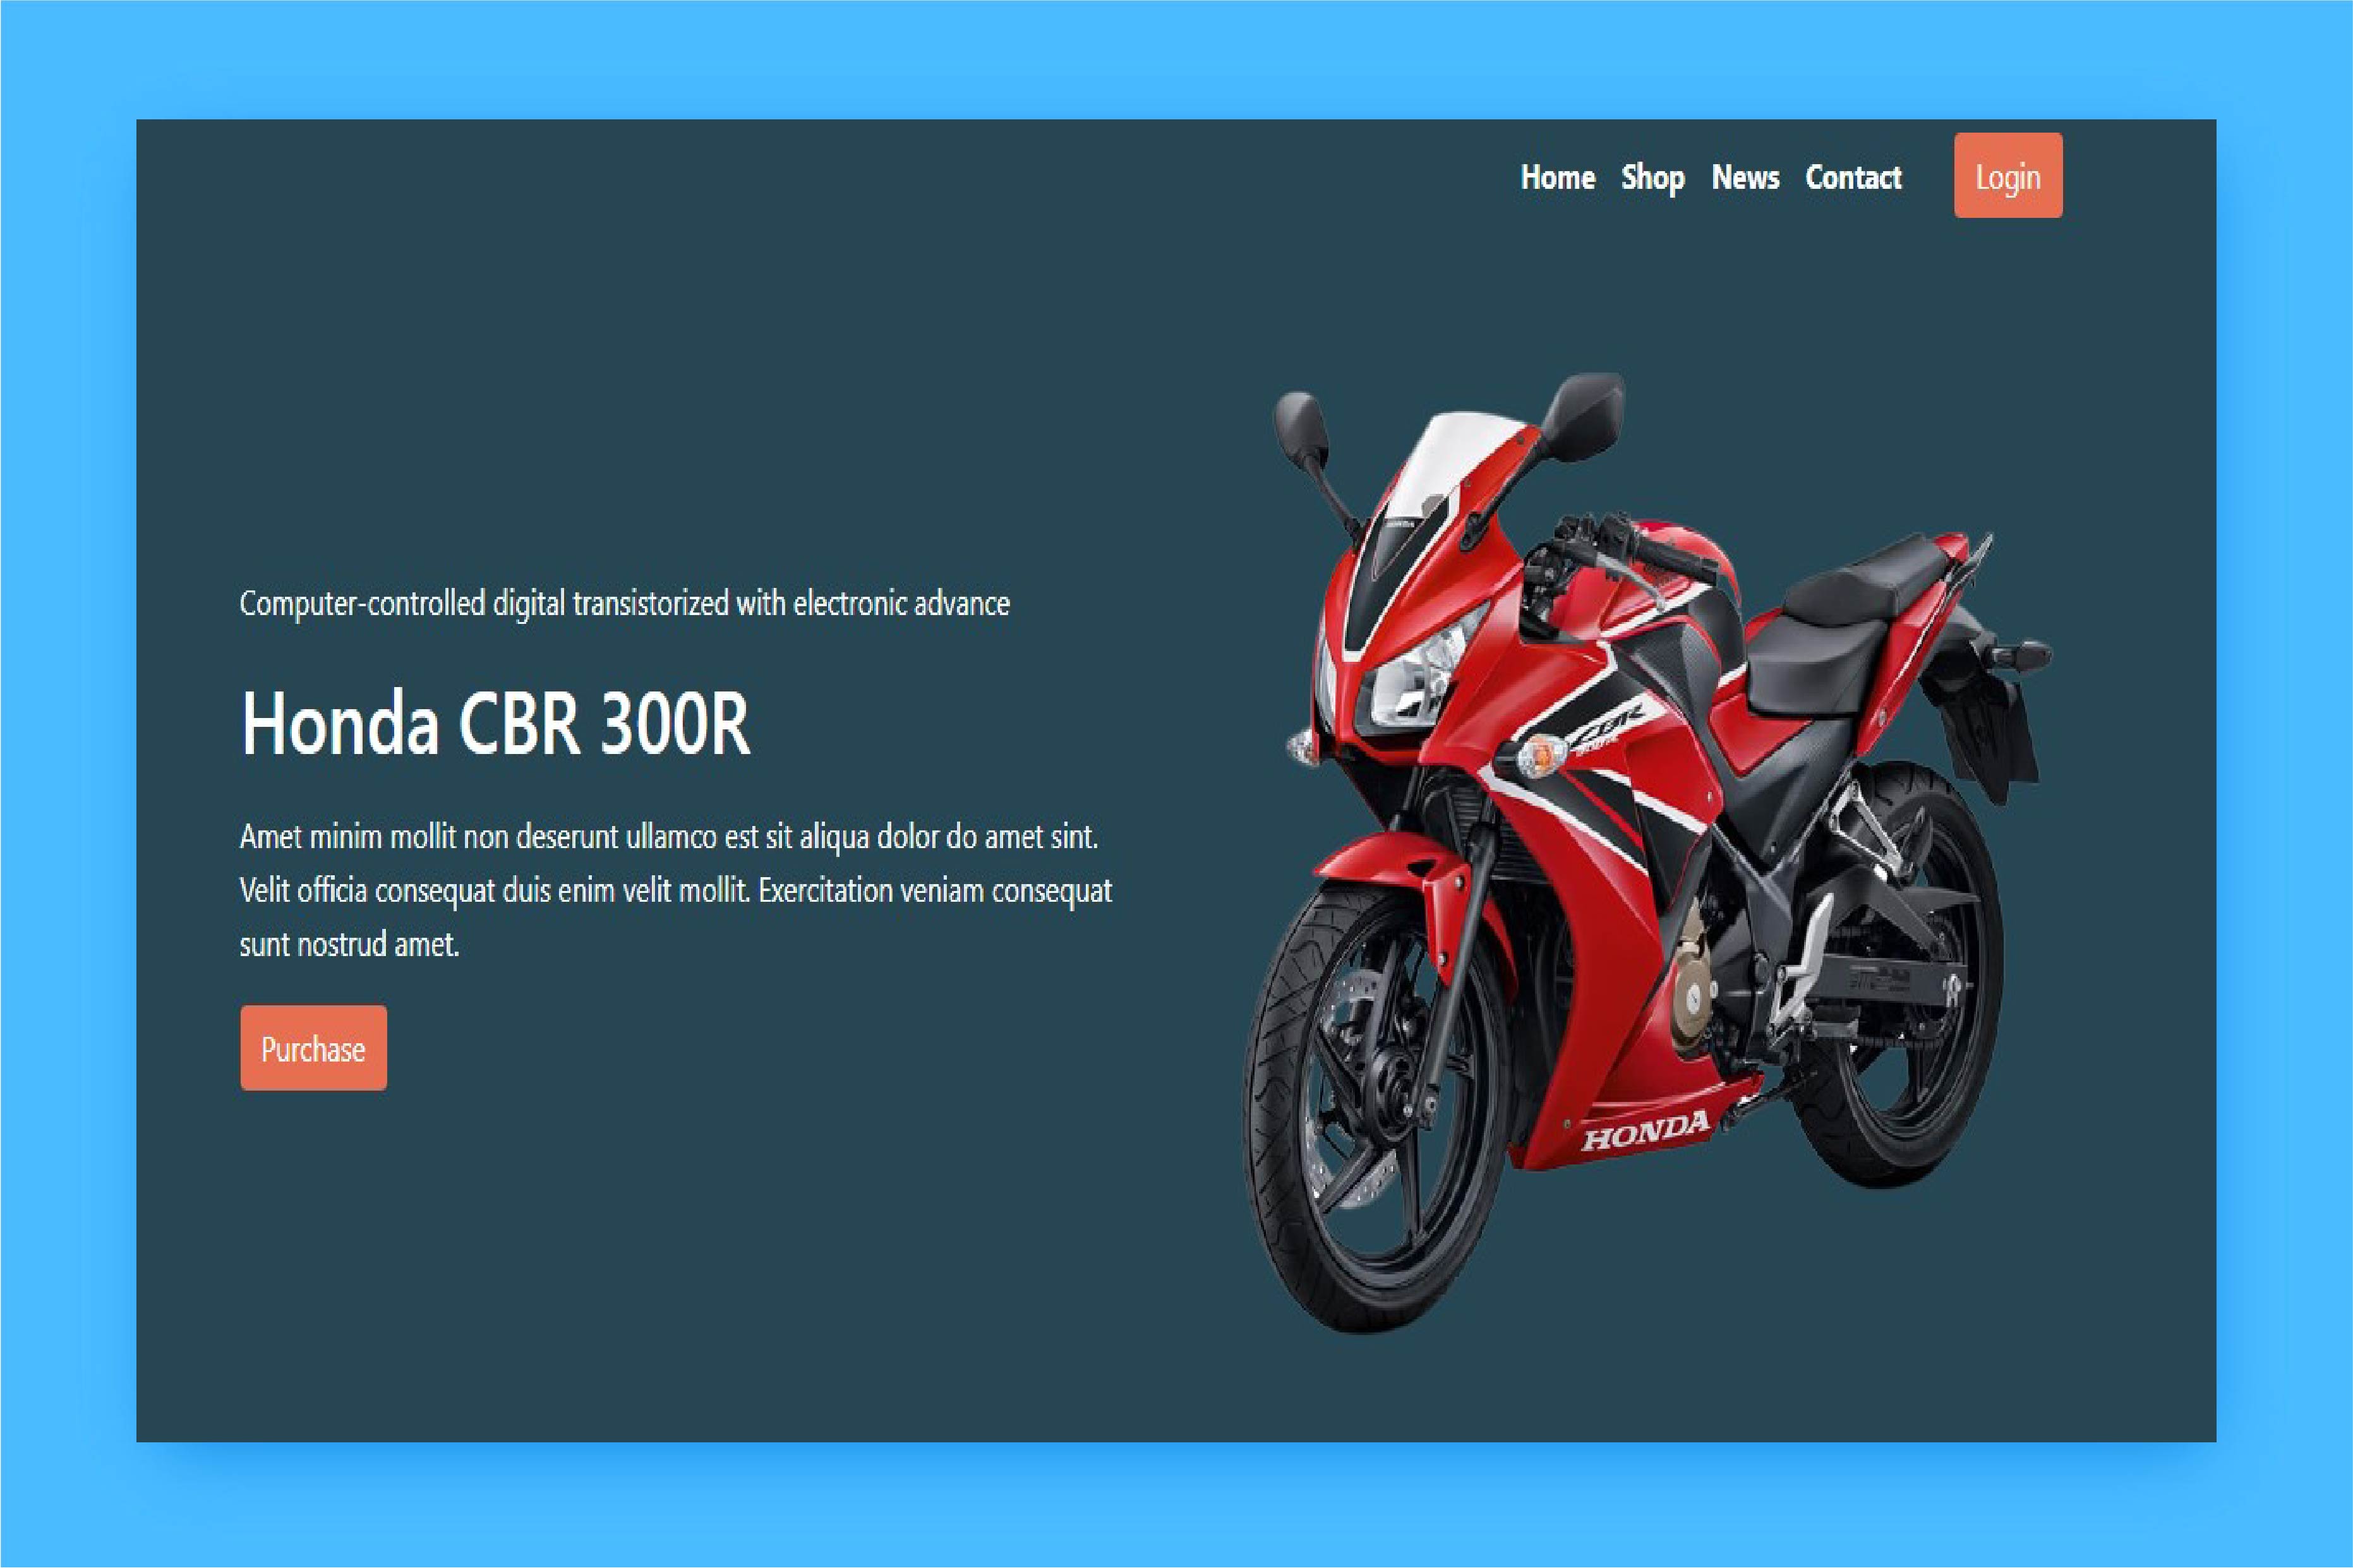 Home Shop News Contact Login
Computer-controlled digital transistorized with electronic advance
Honda CBR 300R
Amet minim mollit non deserunt ullamco est sit aliqua dolor do amet sint.
Velit officia consequat duis enim velit mollit. Exercitation veniam consequat
sunt nostrud amet.
Purchase
HONDA
CBR
HONDA